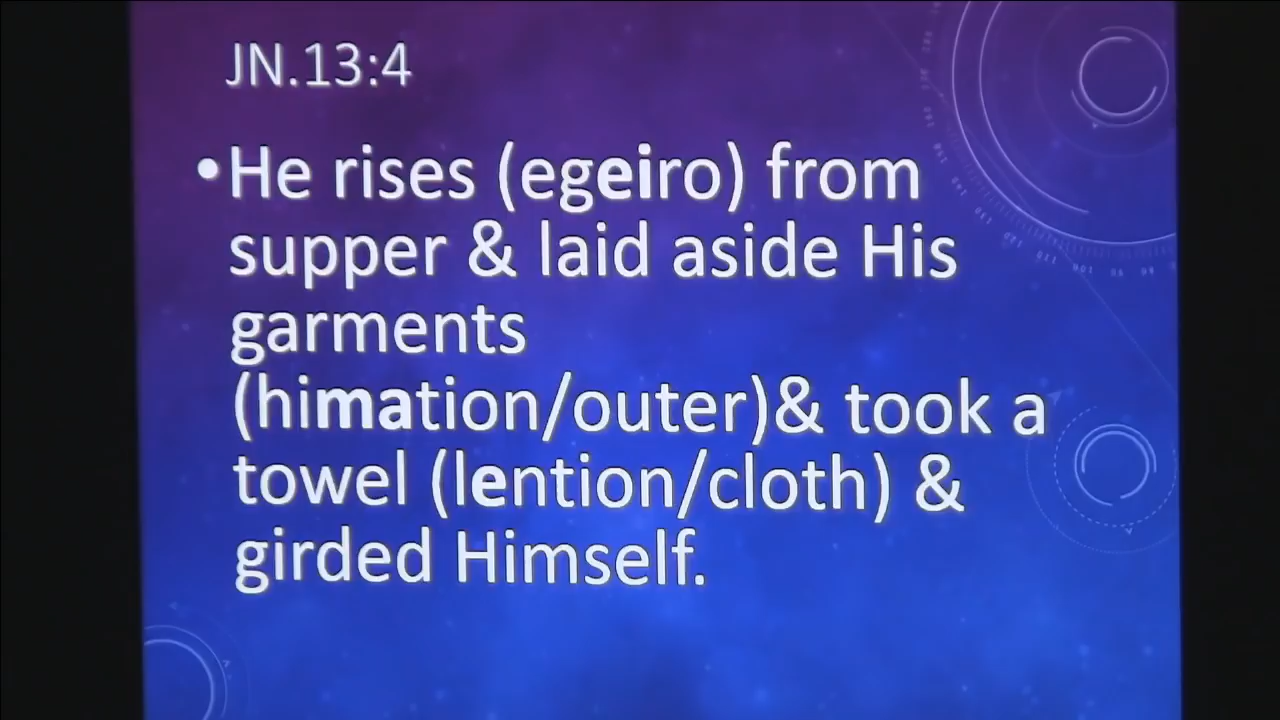 JN.13:4
•He rises (egeiro) from
supper & laid aside His
garments
(himation/outer)& took a
towel (lention/cloth) &
girded Himself.